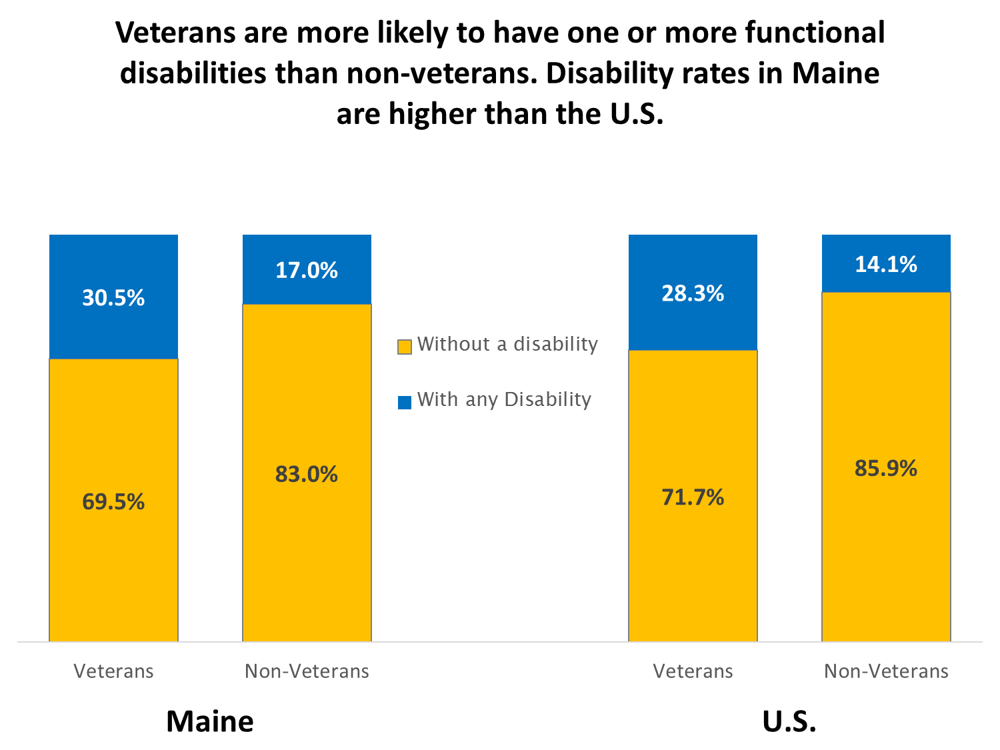 Veterans are more likely to have one or more functional
disabilities than non-veterans. Disability rates in Maine
are higher than the U.S.
30.5%
17.0%
28.3%
14.1%
Without a disability
With any Disability
69.5%
83.0%
71.7%
85.9%
Veterans
Non-Veterans
Veterans
Non-Veterans
Maine
U.S.